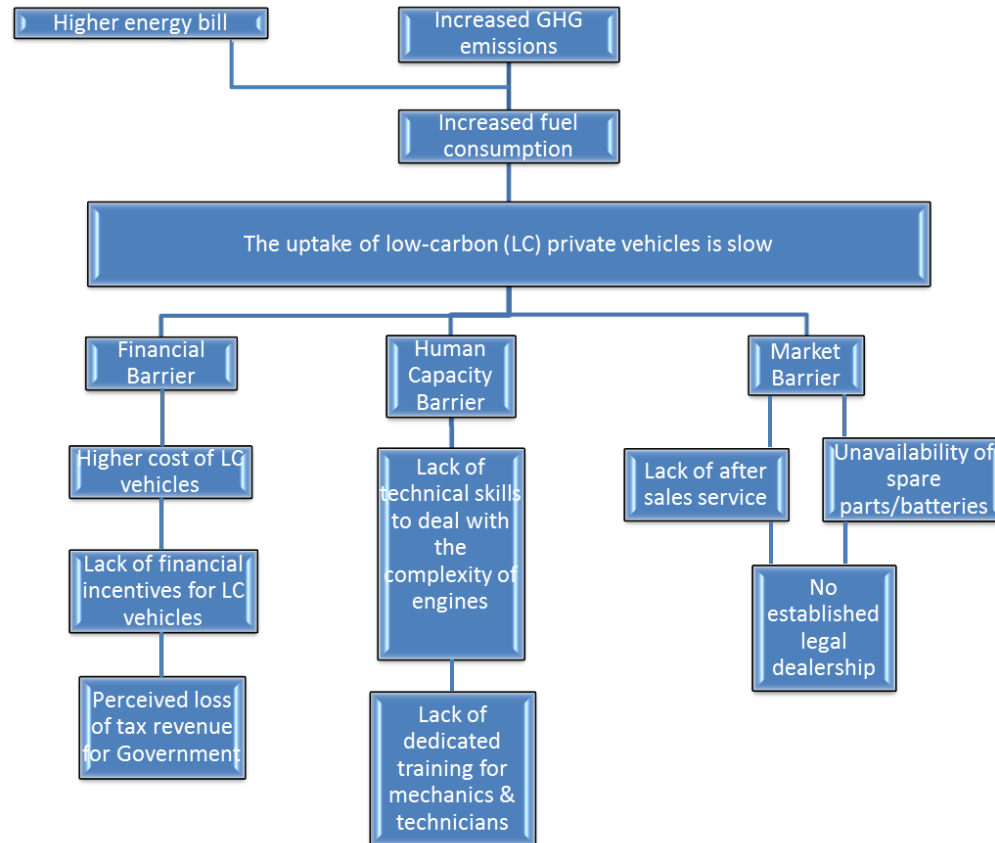 Higher energy bill
Increased GHG
emissions
Increased fuel
consumption
The uptake of low-carbon (LC) private vehicles is slow
Financial
Barrier
Human
Capacity
Barrier
Market
Barrier
Higher cost of LC
vehicles
Lack of
technical skills
to deal with
the
complexity of
engines
Lack of after
sales service
Unavailability of
spare
parts/batteries
Lack of financial
incentives for LC
vehicles
No
established
legal
dealership
Perceived loss
of tax revenue
for Government
Lack of
dedicated
training for
mechanics &
technicians